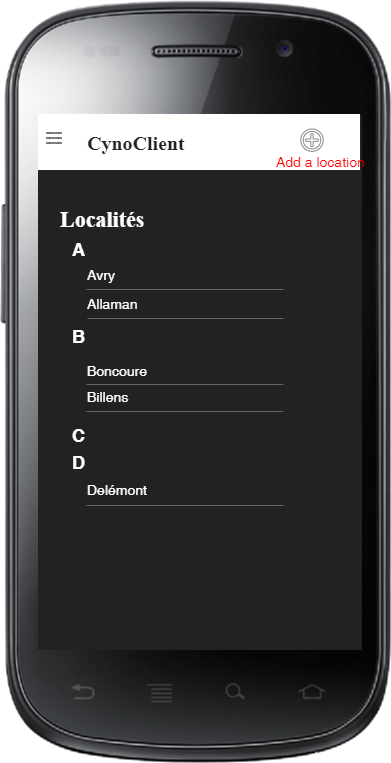 CynoClient
Add a location
Localités
A
Avry
Allaman
B
Boncoure
Billens
C
D
Delémont